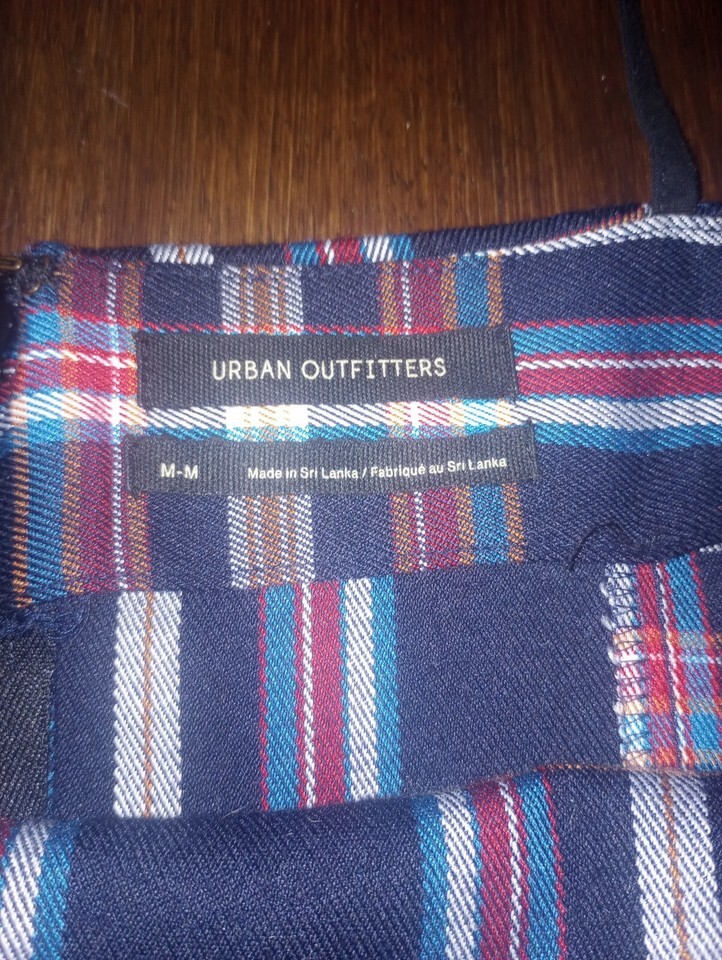 URBAN OUTFITTERS
M-M Made in Sri Lanka / Fabriqué au Sri Lanka